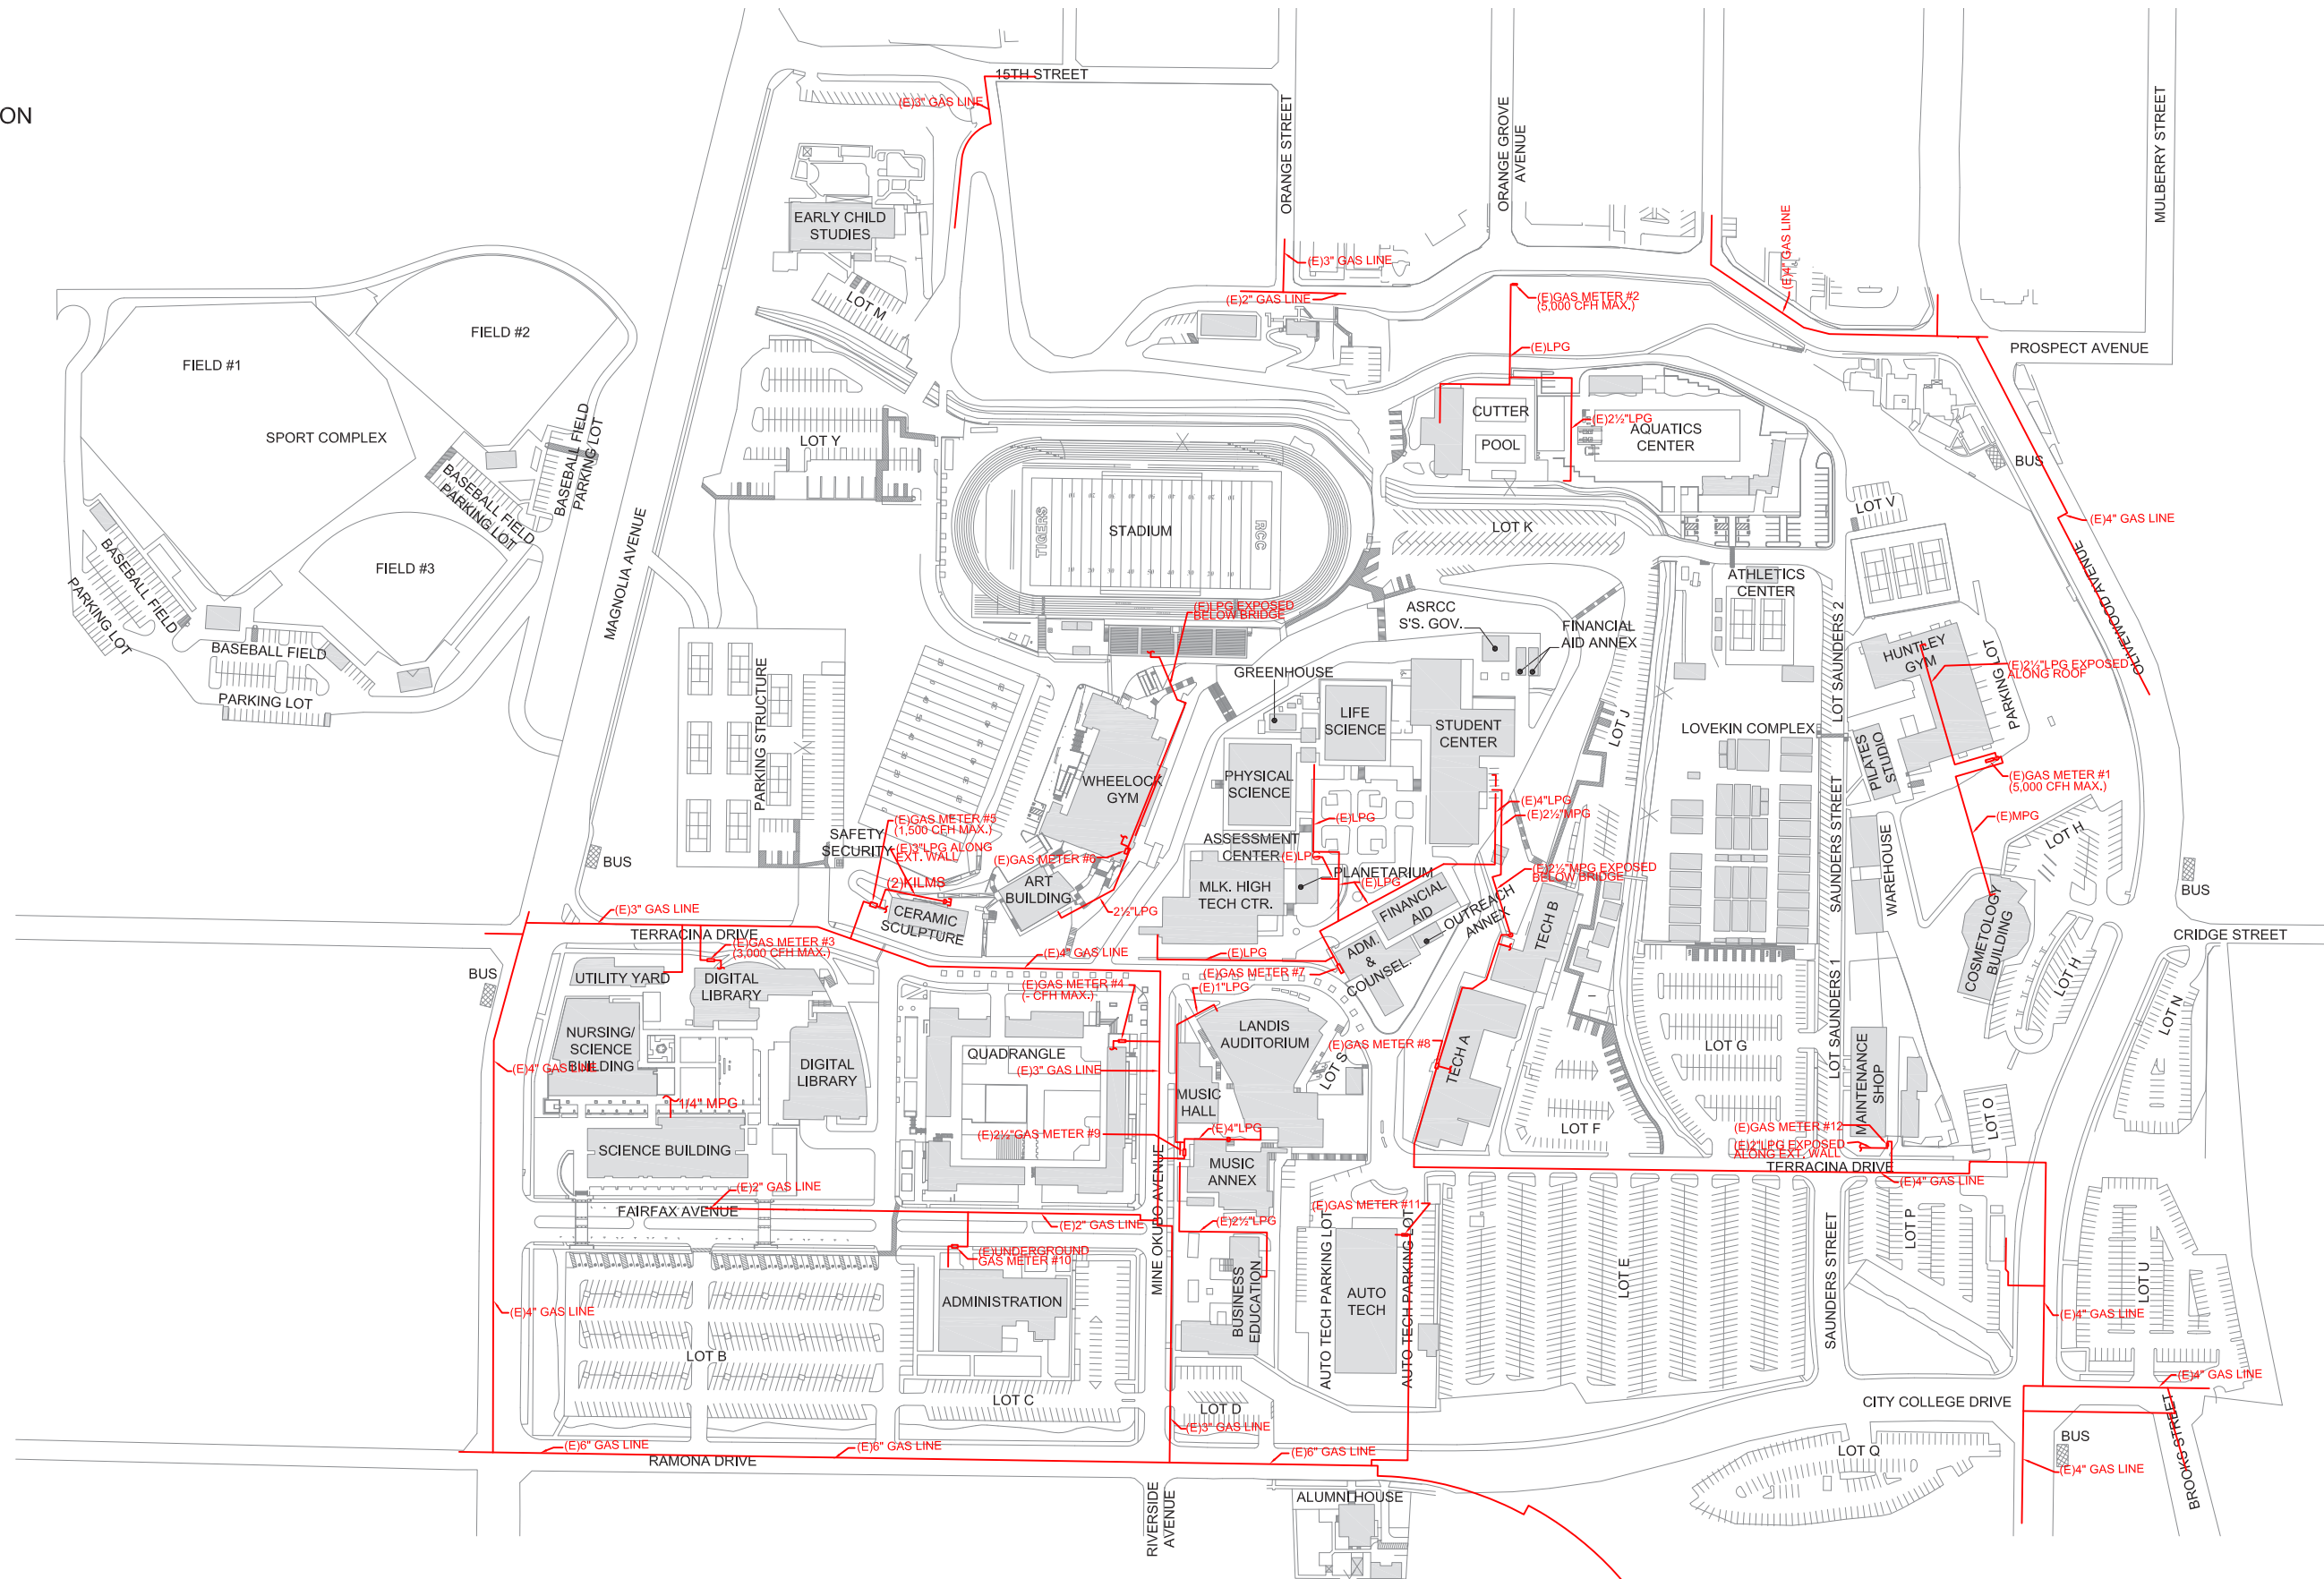 ON
15TH STREET
(E)3" GAS LINE
ORANGE STREET
ORANGE GROVE
AVENUE
MULBERRY STREET
EARLY CHILD
STUDIES
LOT M
(E)3" GAS LINE
(E)2" GAS LINE
(E)4" GAS LINE
(E)GAS METER #2
(5,000 CFH MAX.)
(E)LPG
PROSPECT AVENUE
FIELD #2
FIELD #1
SPORT COMPLEX
BASEBALL FIELD
PARKING LOT
BASEBALL FIELD
PARKING LOT
FIELD #3
BASEBALL FIELD
PARKING LOT
BASEBALL FIELD
PARKING LOT
MAGNOLIA AVENUE
LOT Y
CUTTER
POOL
(E)2½"LPG
AQUATICS
CENTER
BUS
STADIUM
TIGERS
RCC
LOT K
LOT V
(E)4" GAS LINE
OLIVEWOOD AVENUE
ATHLETICS
CENTER
(E)LPG EXPOSED
BELOW BRIDGE
ASRCC
S'S. GOV.
FINANCIAL
AID ANNEX
GREENHOUSE
LIFE
SCIENCE
STUDENT
CENTER
LOT J
LOVEKIN COMPLEX
LOT SAUNDERS 2
HUNTLEY
GYM
PARKING LOT
(E)2½"LPG EXPOSED
ALONG ROOF
PILATES
STUDIO
PARKING STRUCTURE
WHEELOCK
GYM
PHYSICAL
SCIENCE
(E)GAS METER #1
(5,000 CFH MAX.)
(E)4"LPG
(E)2½"MPG
(E)MPG
(E)LPG
SAFETY
SECURITY
(E)GAS METER #5
(1,500 CFH MAX.)
(E)3"LPG ALONG
EXT. WALL
(E)GAS METER #6
ASSESSMENT
CENTER
(E)LPG
PLANETARIUM
(E)LPG
(E)2½"MPG EXPOSED
BELOW BRIDGE
SAUNDERS STREET
WAREHOUSE
LOT H
BUS
BUS
(2)KILMS
ART
BUILDING
MLK. HIGH
TECH CTR.
FINANCIAL
AID
OUTREACH
ANNEX
TECH B
2½"LPG
CERAMIC
SCULPTURE
(E)3" GAS LINE
TERRACINA DRIVE
(E)GAS METER #3
(3,000 CFH MAX.)
(E)4" GAS LINE
(E)LPG
ADM.
&
COUNSEL.
COSMETOLOGY
BUILDING
CRIDGE STREET
BUS
UTILITY YARD
DIGITAL
LIBRARY
(E)GAS METER #4
(- CFH MAX.)
(E)GAS METER #7
(E)1"LPG
LOT H
LOT N
NURSING/
SCIENCE
BUILDING
(E)4" GAS LINE
DIGITAL
LIBRARY
QUADRANGLE
(E)3" GAS LINE
LANDIS
AUDITORIUM
LOT S
(E)GAS METER #8
TECH A
LOT G
LOT SAUNDERS 1
MAINTENANCE
SHOP
MUSIC
HALL
1/4" MPG
LOT O
SCIENCE BUILDING
(E)2½"GAS METER #9
(E)4"LPG
LOT F
(E)GAS METER #12
(E)2"LPG EXPOSED
ALONG EXT. WALL
TERRACINA DRIVE
(E)4" GAS LINE
MUSIC
ANNEX
(E)2" GAS LINE
FAIRFAX AVENUE
(E)2" GAS LINE
MINE OKUBO AVENUE
(E)2½"LPG
(E)GAS METER #11
(E)UNDERGROUND
GAS METER #10
ADMINISTRATION
BUSINESS
EDUCATION
AUTO TECH PARKING LOT
AUTO
TECH
AUTO TECH PARKING LOT
LOT E
SAUNDERS STREET
LOT P
LOT U
(E)4" GAS LINE
(E)4" GAS LINE
LOT B
LOT C
LOT D
(E)3" GAS LINE
(E)4" GAS LINE
CITY COLLEGE DRIVE
BROOKS STREET
(E)6" GAS LINE
(E)6" GAS LINE
(E)6" GAS LINE
RAMONA DRIVE
LOT Q
BUS
(E)4" GAS LINE
RIVERSIDE
AVENUE
ALUMNI HOUSE